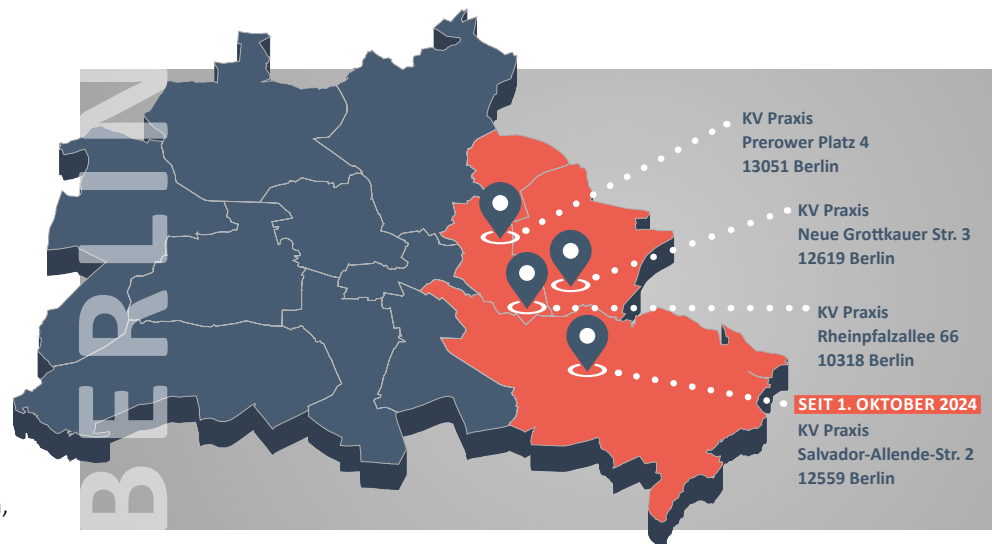 BERLIN
KV Praxis
Prerower Platz 4
13051 Berlin
KV Praxis
Neue Grottkauer Str. 3
12619 Berlin
KV Praxis
Rheinpfalzallee 66
10318 Berlin
SEIT 1. OKTOBER 2024
KV Praxis
Salvador-Allende-Str. 2
12559 Berlin